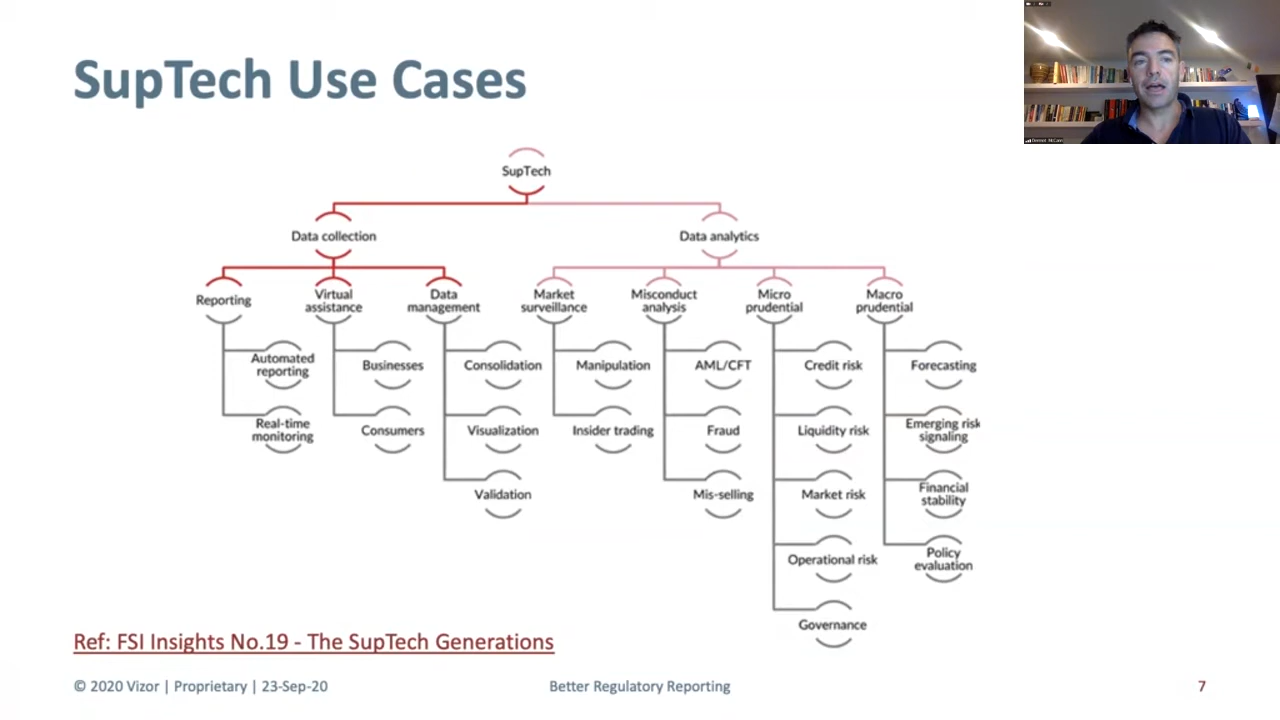 SupTech Use Cases
SupTech
Data collection
Data analytics
Reporting
Virtual
assistance
Data
management
Market
surveillance
Misconduct
analysis
Micro
prudential
Macro
prudential
Automated
reporting
Businesses
Consolidation
Manipulation
AML/CFT
Credit risk
Forecasting
Real-time
monitoring
Consumers
Visualization
Insider trading
Fraud
Liquidity risk
Emerging risk
signaling
Validation
Mis-selling
Market risk
Financial
stability
Operational risk
Policy
evaluation
Governance
Ref: FSI Insights No.19 - The SupTech Generations
© 2020 Vizor | Proprietary | 23-Sep-20
Better Regulatory Reporting
7